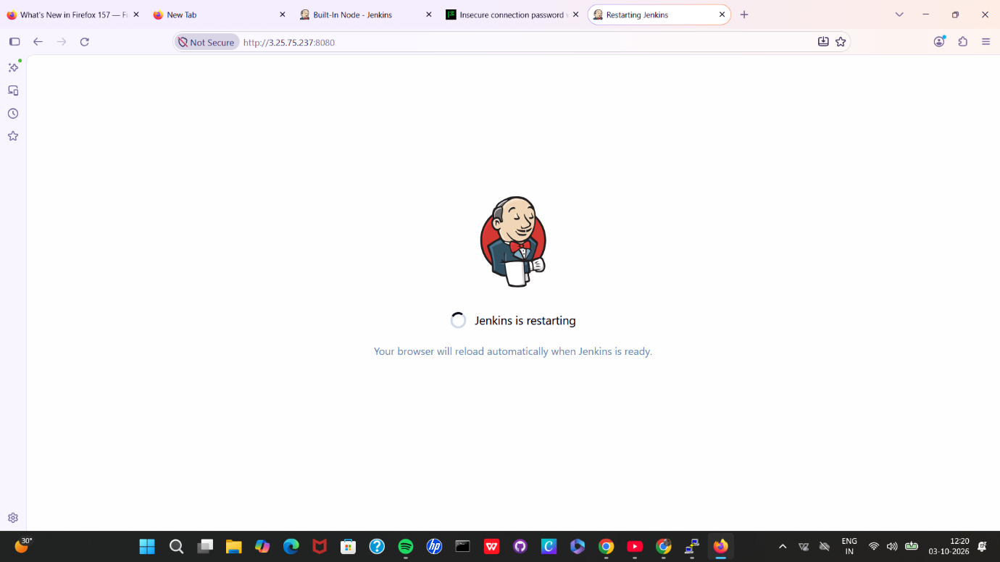 What's New in Firefox 157 — Fi
New Tab
Built-In Node - Jenkins
Insecure connection password w
Restarting Jenkins
Not Secure
http://3.25.75.237:8080
Jenkins is restarting
Your browser will reload automatically when Jenkins is ready.
30°
ENG
IN
12:20
03-10-2026